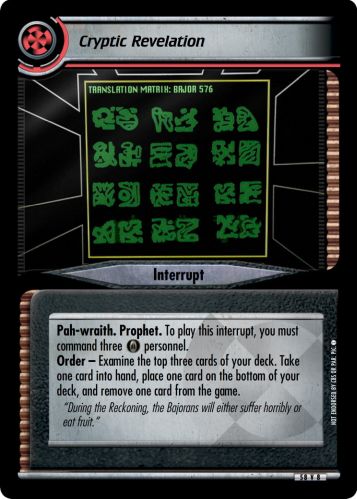 Cryptic Revelation
TRANSLATION MATRIX: BAJOR 576
Interrupt
Pah-wraith. Prophet. To play this interrupt, you must
command three personnel.
Order – Examine the top three cards of your deck. Take
one card into hand, place one card on the bottom of
your deck, and remove one card from the game.
"During the Reckoning, the Bajorans will either suffer horribly or
eat fruit."
NOT ENDORSED BY CBS OR PAR. PIC.
58 V 8